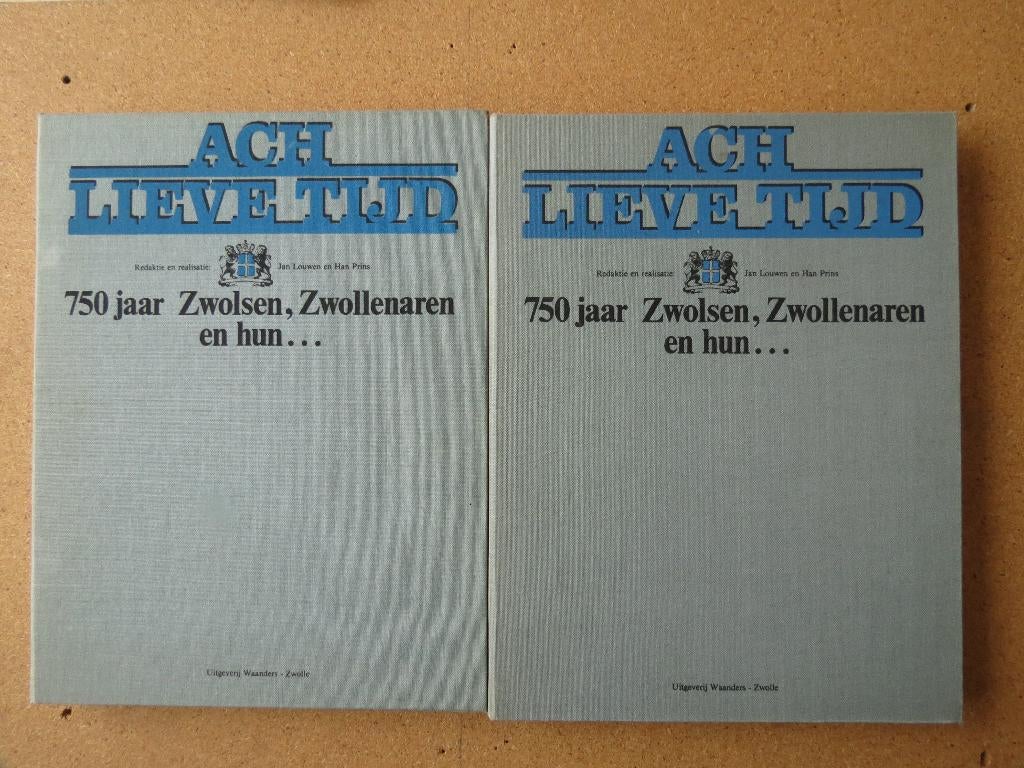 ACH
LIEVE TIJD
Redaktie en realisatie: Jan Louwen en Han Prins
750 jaar Zwolsen, Zwollenaren
en hun...
Uitgeverij Waanders - Zwolle
ACH
LIEVE TIJD
Redaktie en realisatie: Jan Louwen en Han Prins
750 jaar Zwolsen, Zwollenaren
en hun...
Uitgeverij Waanders - Zwolle